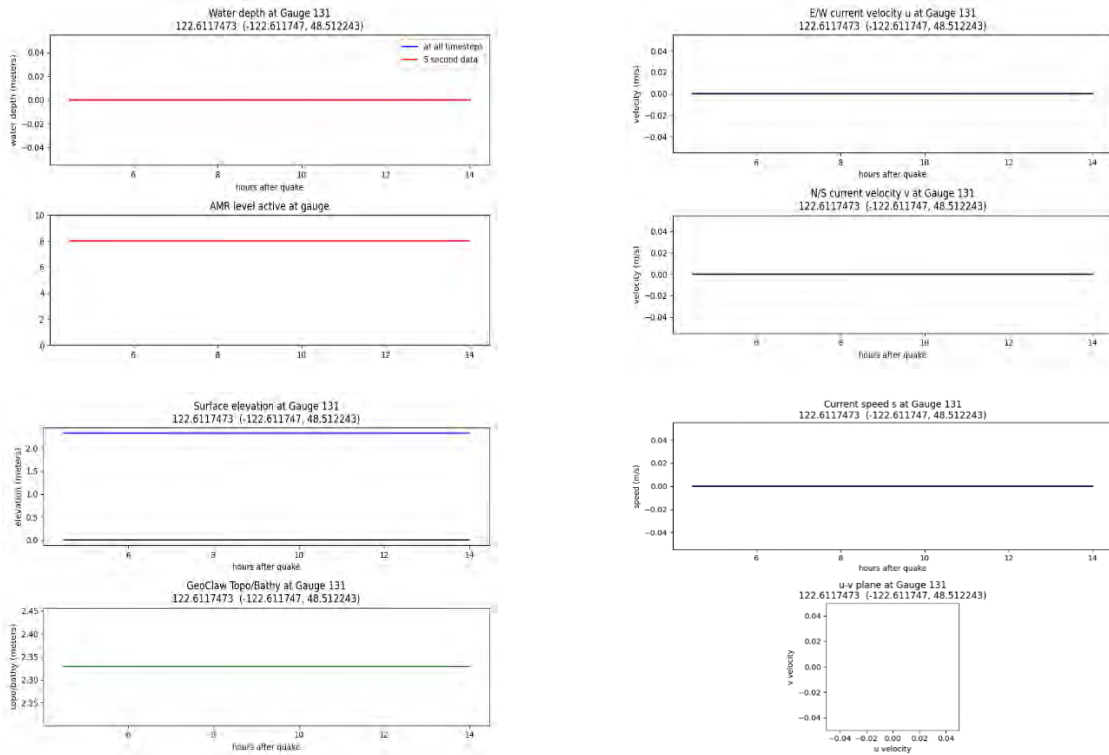 Water depth at Gauge 131
122.6117473 (-122.611747, 48.512243)
at all timesteps
5 second data
0.04
0.02
0.00
−0.02
−0.04
water depth (meters)
6 8 10 12 14
hours after quake
AMR level active at gauge
10
8
6
4
2
0
6 8 10 12 14
hours after quake
Surface elevation at Gauge 131
122.6117473 (-122.611747, 48.512243)
2.0
1.5
1.0
0.5
0.0
elevation (meters)
6 8 10 12 14
hours after quake
GeoClaw Topo/Bathy at Gauge 131
122.6117473 (-122.611747, 48.512243)
2.45
2.40
2.35
2.30
2.25
topo/bathy (meters)
6 8 10 12 14
hours after quake
E/W current velocity u at Gauge 131
122.6117473 (-122.611747, 48.512243)
0.04
0.02
0.00
−0.02
−0.04
velocity (m/s)
6 8 10 12 14
hours after quake
N/S current velocity v at Gauge 131
122.6117473 (-122.611747, 48.512243)
0.04
0.02
0.00
−0.02
−0.04
velocity (m/s)
6 8 10 12 14
hours after quake
Current speed s at Gauge 131
122.6117473 (-122.611747, 48.512243)
0.04
0.02
0.00
−0.02
−0.04
speed (m/s)
6 8 10 12 14
hours after quake
u-v plane at Gauge 131
122.6117473 (-122.611747, 48.512243)
0.04
0.02
0.00
−0.02
−0.04
v velocity
−0.04 −0.02 0.00 0.02 0.04
u velocity